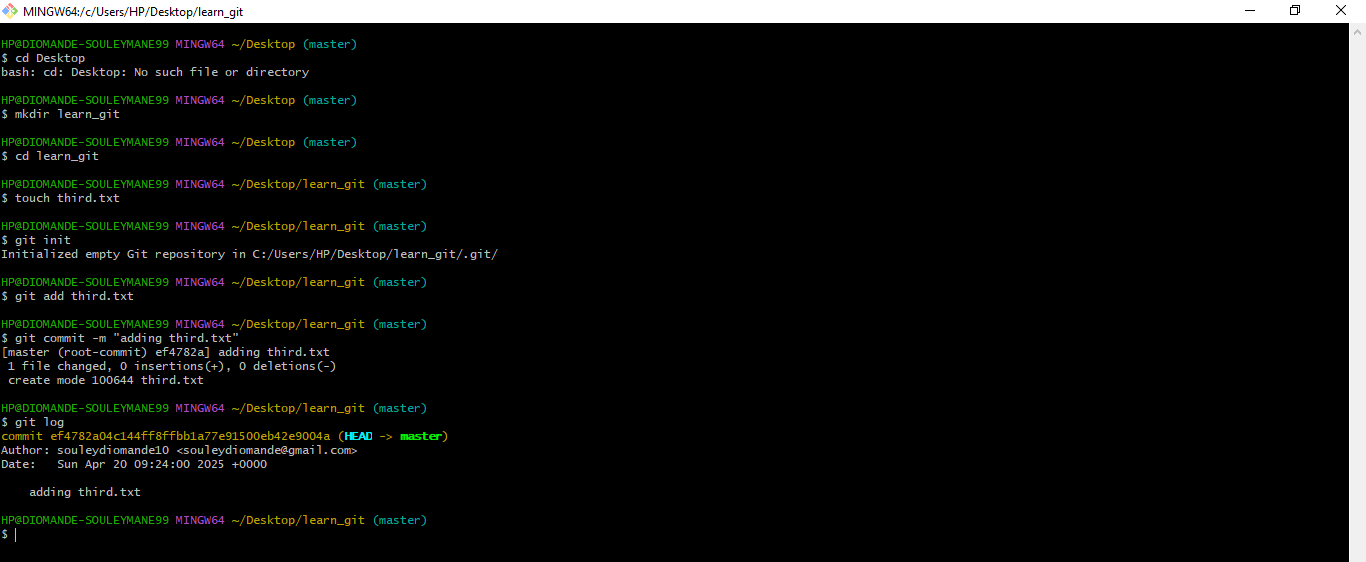 MINGW64:/c/Users/HP/Desktop/learn_git
HP@DIOMANDE-SOULEYMANE99 MINGW64 ~/Desktop (master)
$ cd Desktop
bash: cd: Desktop: No such file or directory
HP@DIOMANDE-SOULEYMANE99 MINGW64 ~/Desktop (master)
$ mkdir learn_git
HP@DIOMANDE-SOULEYMANE99 MINGW64 ~/Desktop (master)
$ cd learn_git
HP@DIOMANDE-SOULEYMANE99 MINGW64 ~/Desktop/learn_git (master)
$ touch third.txt
HP@DIOMANDE-SOULEYMANE99 MINGW64 ~/Desktop/learn_git (master)
$ git init
Initialized empty Git repository in C:/Users/HP/Desktop/learn_git/.git/
HP@DIOMANDE-SOULEYMANE99 MINGW64 ~/Desktop/learn_git (master)
$ git add third.txt
HP@DIOMANDE-SOULEYMANE99 MINGW64 ~/Desktop/learn_git (master)
$ git commit -m "adding third.txt"
[master (root-commit) ef4782a] adding third.txt
 1 file changed, 0 insertions(+), 0 deletions(-)
 create mode 100644 third.txt
HP@DIOMANDE-SOULEYMANE99 MINGW64 ~/Desktop/learn_git (master)
$ git log
commit ef4782a04c144ff8ffbb1a77e91500eb42e9004a (HEAD -> master)
Author: souleydiomande10 <souleydiomande@gmail.com>
Date:   Sun Apr 20 09:24:00 2025 +0000
    adding third.txt
HP@DIOMANDE-SOULEYMANE99 MINGW64 ~/Desktop/learn_git (master)
$